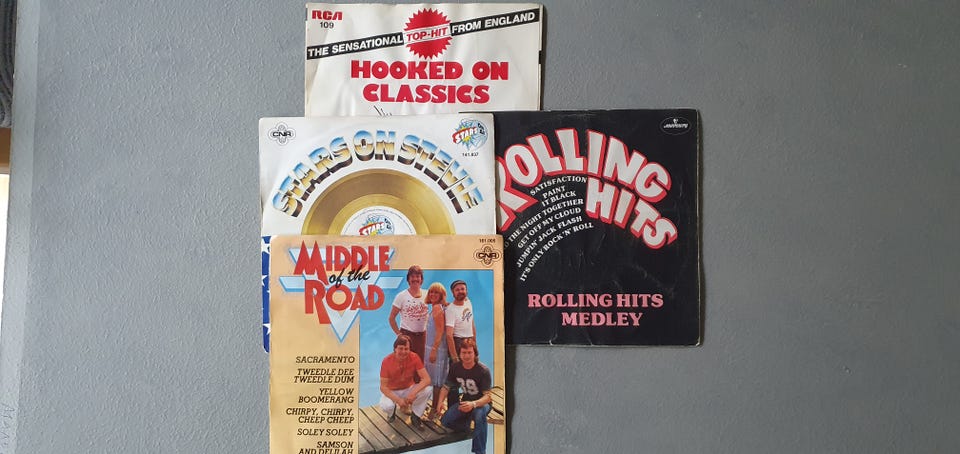 RCA
109
THE SENSATIONAL TOP-HIT FROM ENGLAND
HOOKED ON
CLASSICS
CNR
STARS
141.837
STARS ON STEVIE
STARS
mercury
ROLLING
HITS
SATISFACTION
PAINT
IT BLACK
THE NIGHT TOGETHER
GET OFF MY CLOUD
JUMPIN' JACK FLASH
IT'S ONLY ROCK 'N' ROLL
ROLLING HITS
MEDLEY
MIDDLE
of the
ROAD
CNR
SACRAMENTO
TWEEDLE DEE
TWEEDLE DUM
YELLOW
BOOMERANG
CHIRPY, CHIRPY,
CHEEP CHEEP
SOLEY SOLEY
SAMSON
AND DELILAH
39